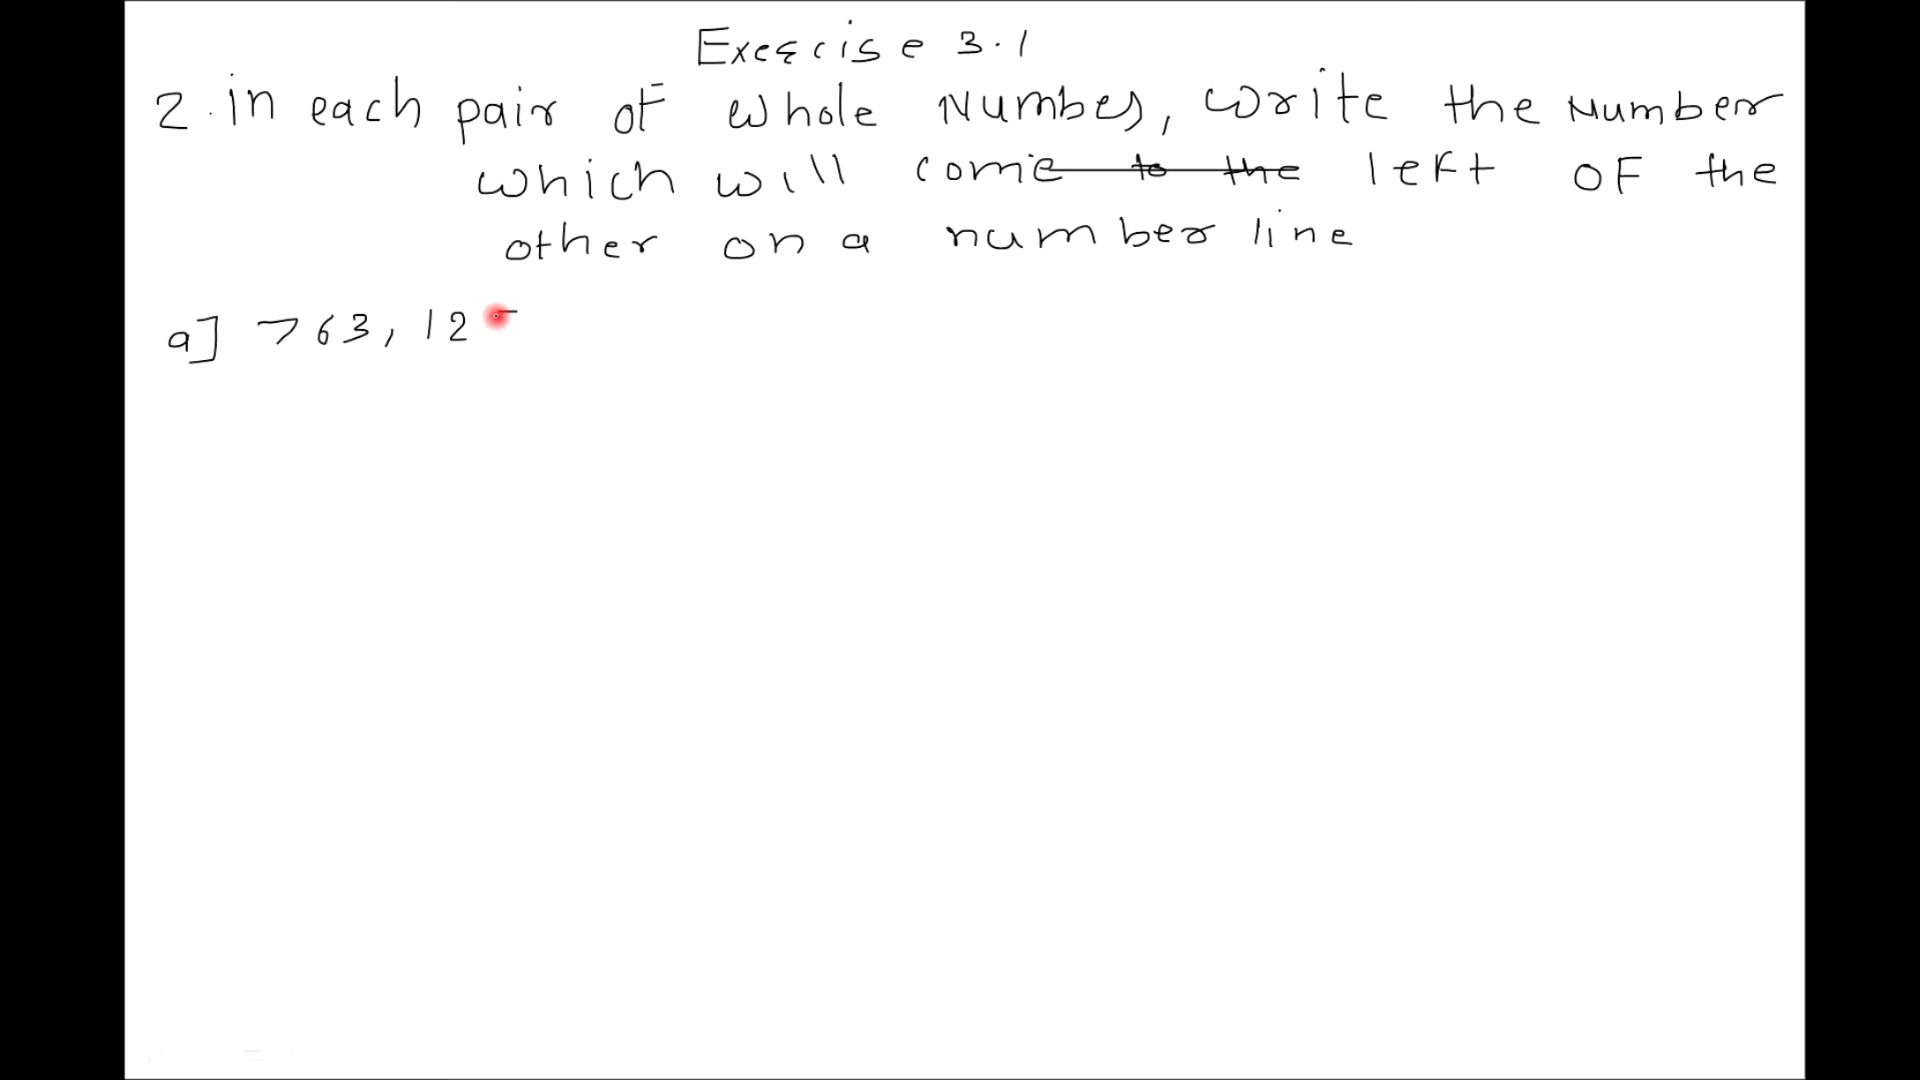 Exercise 3.1
2. in each pair of whole Number, write the Number
which will come to the left of the
other on a number line
a] 763, 12